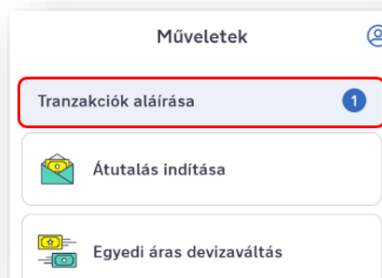 Műveletek
Tranzakciók aláírása 1
Átutalás indítása
Egyedi áras devizaváltás